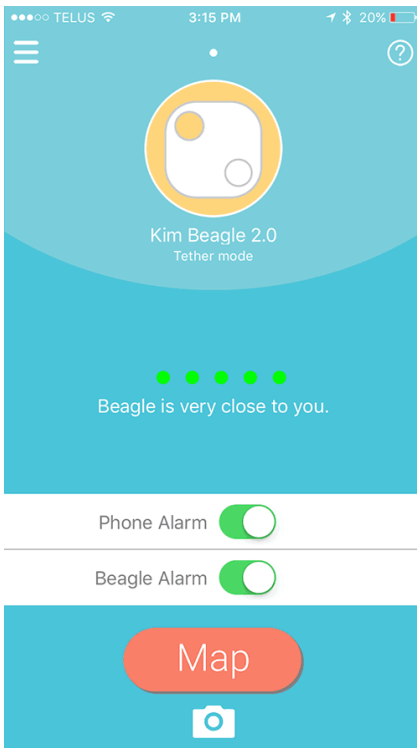 TELUS 3:15 PM 20%
?
Kim Beagle 2.0
Tether mode
Beagle is very close to you.
Phone Alarm
Beagle Alarm
Map